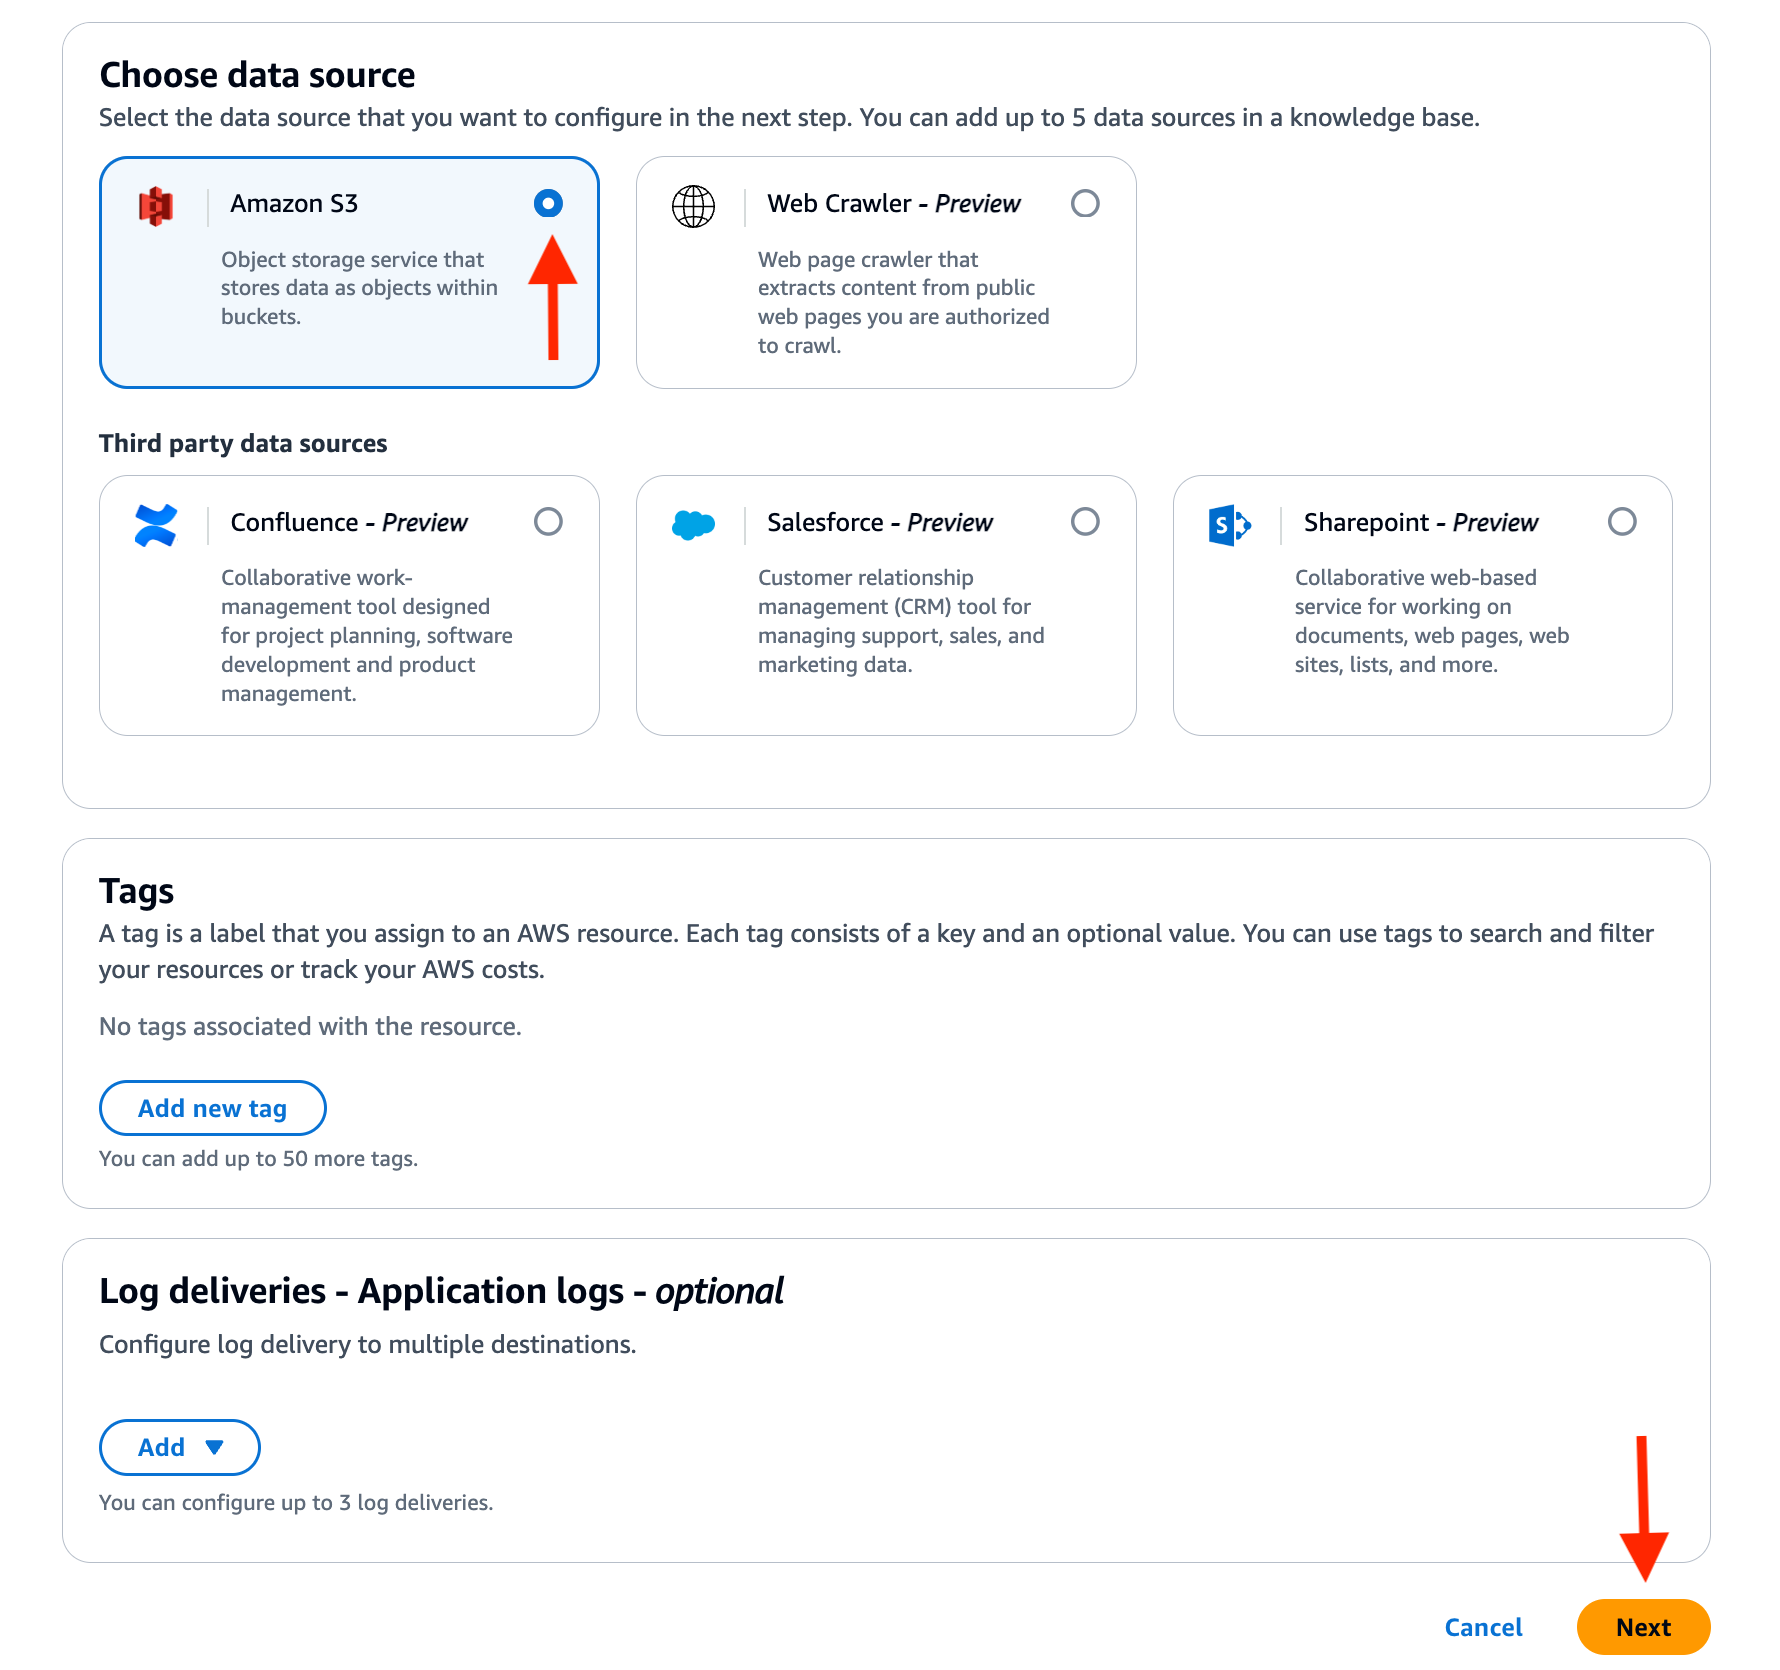 Choose data source
Select the data source that you want to configure in the next step. You can add up to 5 data sources in a knowledge base.
Amazon S3
Object storage service that
stores data as objects within
buckets.
Web Crawler - Preview
Web page crawler that
extracts content from public
web pages you are authorized
to crawl.
Third party data sources
Confluence - Preview
Collaborative work-
management tool designed
for project planning, software
development and product
management.
Salesforce - Preview
Customer relationship
management (CRM) tool for
managing support, sales, and
marketing data.
S
Sharepoint - Preview
Collaborative web-based
service for working on
documents, web pages, web
sites, lists, and more.
Tags
A tag is a label that you assign to an AWS resource. Each tag consists of a key and an optional value. You can use tags to search and filter
your resources or track your AWS costs.
No tags associated with the resource.
Add new tag
You can add up to 50 more tags.
Log deliveries - Application logs - optional
Configure log delivery to multiple destinations.
Add
You can configure up to 3 log deliveries.
Cancel
Next